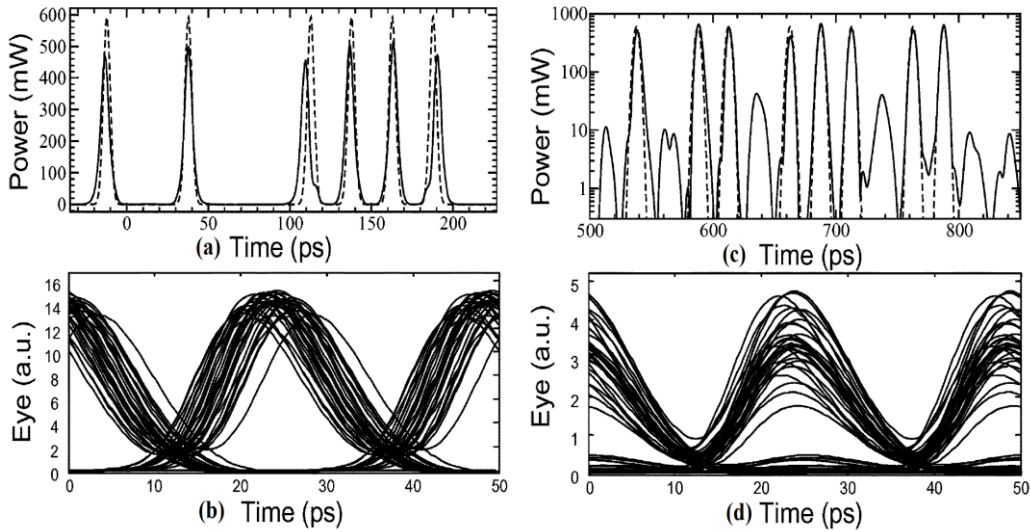 600
500
400
300
200
100
0
Power (mW)
0 50 100 150 200
(a) Time (ps)
1000
100
10
1
Power (mW)
500 600 700 800
(c) Time (ps)
16
14
12
10
8
6
4
2
0
Eye (a.u.)
0 10 20 30 40 50
(b) Time (ps)
5
4
3
2
1
0
Eye (a.u.)
0 10 20 30 40 50
(d) Time (ps)